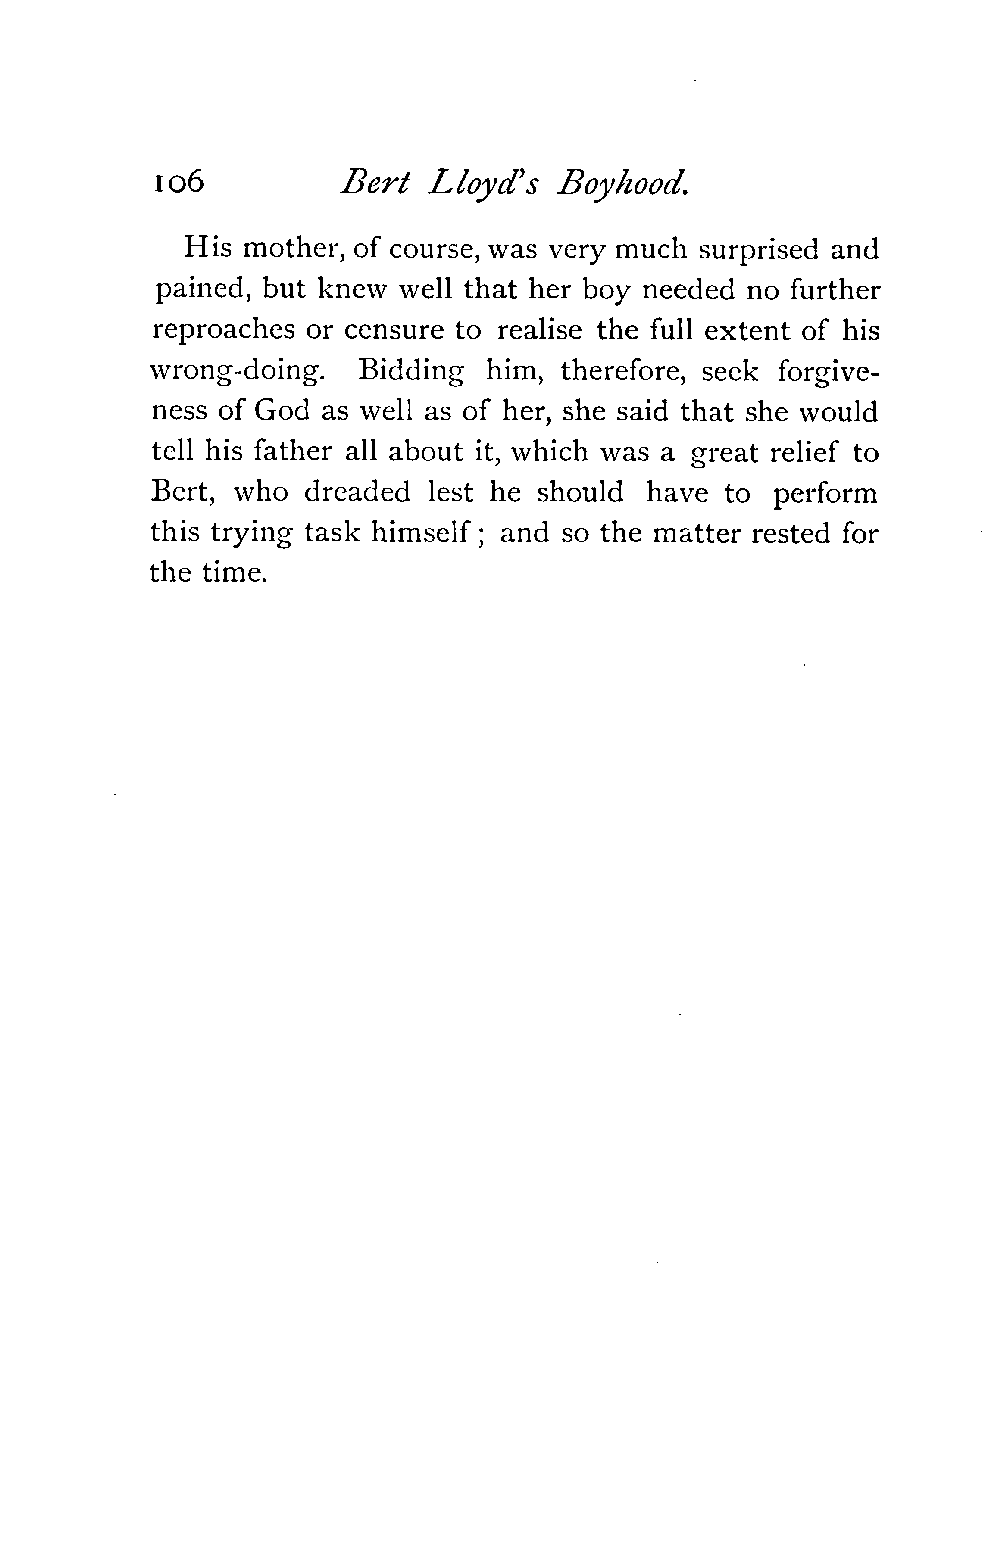 106 Bert Lloyd's Boyhood.
His mother, of course, was very much surprised and
pained, but knew well that her boy needed no further
reproaches or censure to realise the full extent of his
wrong-doing. Bidding him, therefore, seek forgive-
ness of God as well as of her, she said that she would
tell his father all about it, which was a great relief to
Bert, who dreaded lest he should have to perform
this trying task himself ; and so the matter rested for
the time.